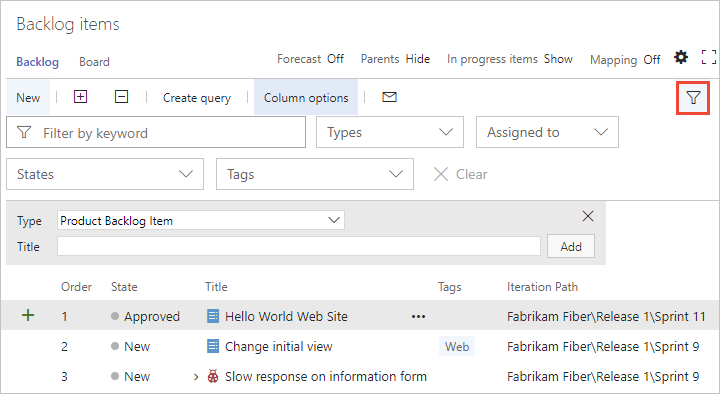 Backlog items
Backlog Board Forecast Off Parents Hide In progress items Show Mapping Off
New Create query Column options
Filter by keyword Types Assigned to
States Tags Clear
Type Product Backlog Item
Title Add
Order State Title Tags Iteration Path
1 Approved Hello World Web Site Fabrikam Fiber\Release 1\Sprint 11
2 New Change initial view Web Fabrikam Fiber\Release 1\Sprint 9
3 New Slow response on information form Fabrikam Fiber\Release 1\Sprint 9